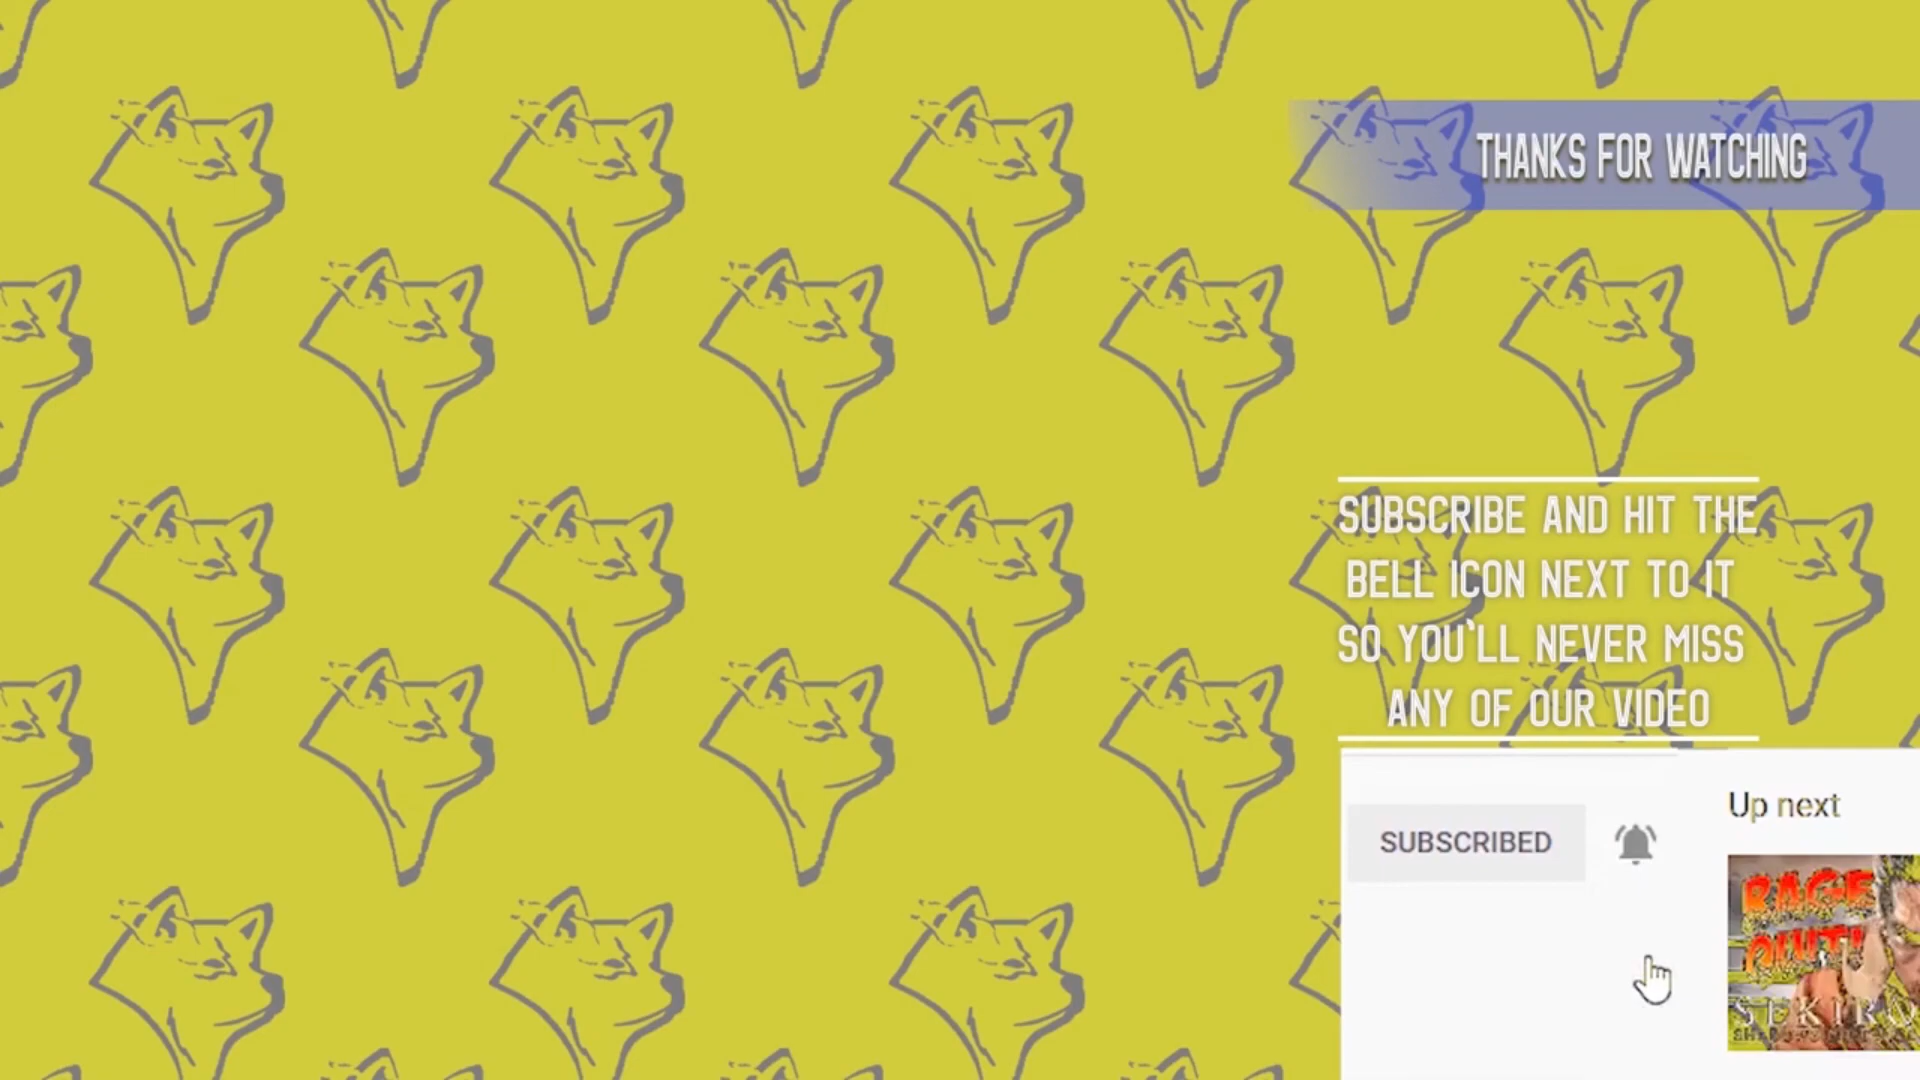 THANKS FOR WATCHING
SUBSCRIBE AND HIT THE
BELL ICON NEXT TO IT
SO YOU`LL NEVER MISS
ANY OF OUR VIDEO
Up next
SUBSCRIBED
RAGE
SEKIRO